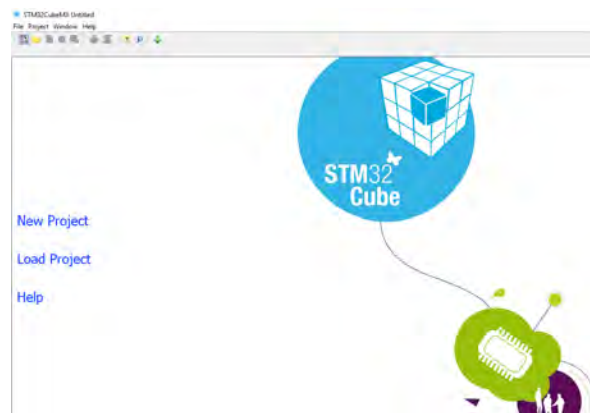 STM32CubeMX Untitled
File Project Window Help
STM32
Cube
New Project
Load Project
Help